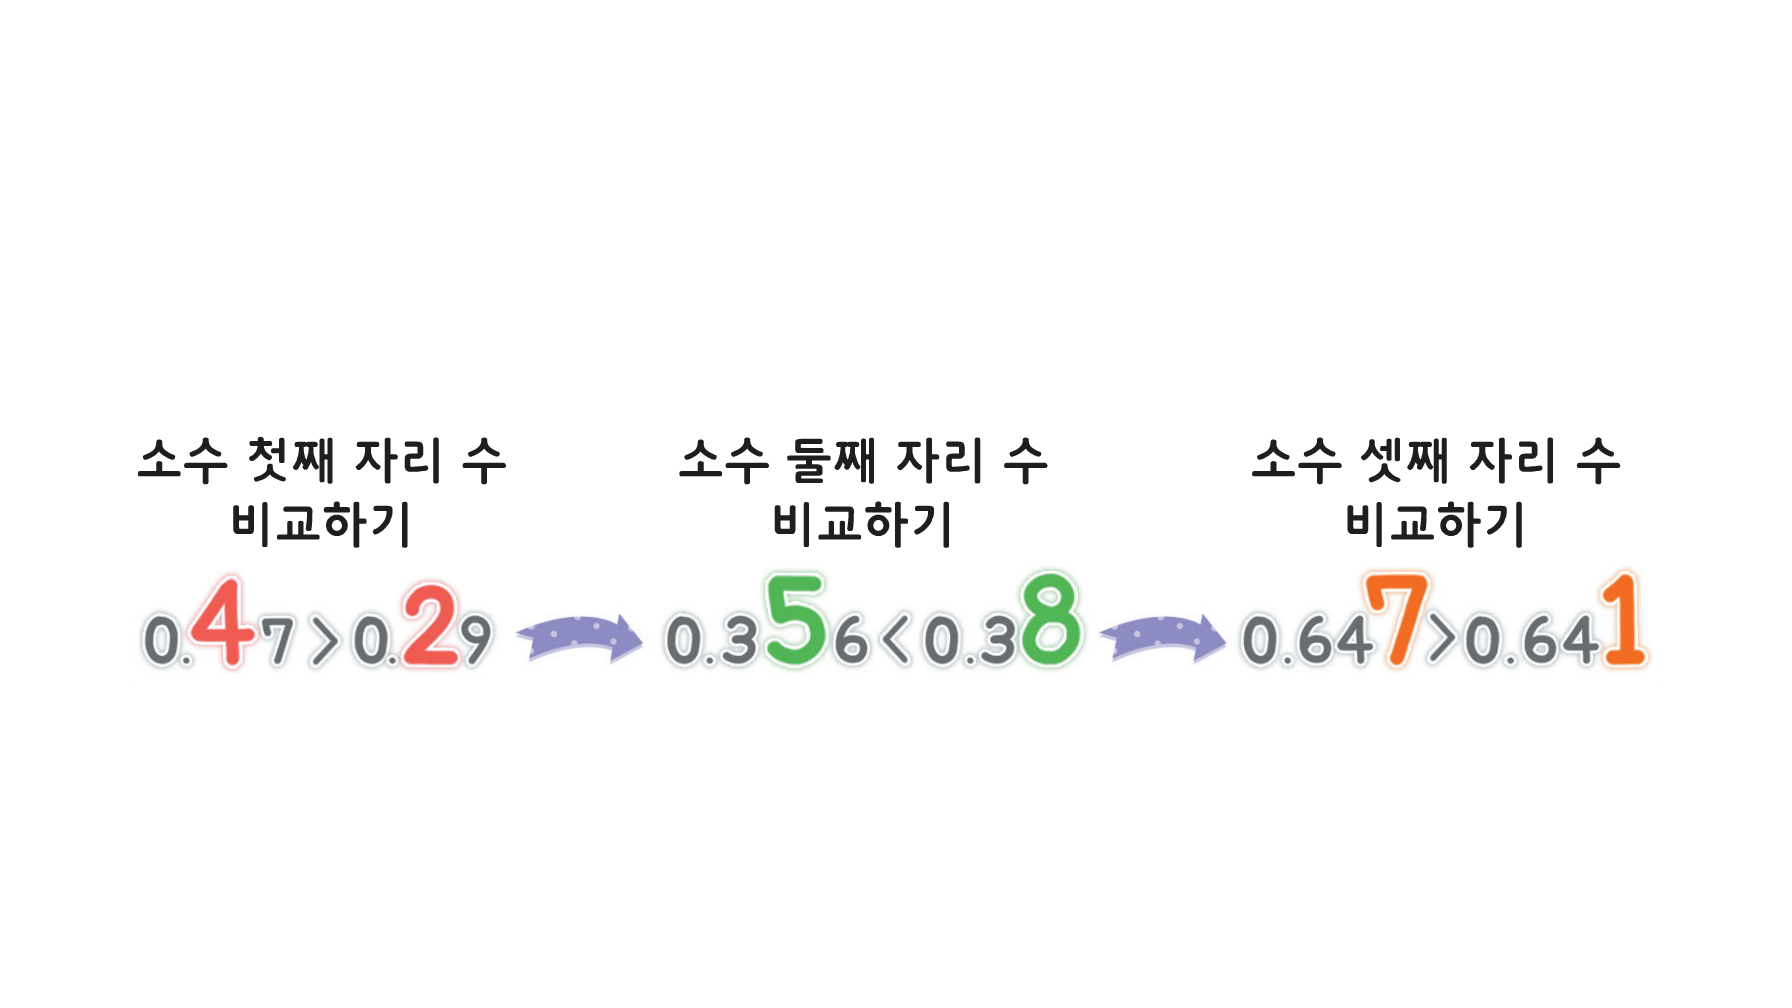 소수 첫째 자리 수
비교하기
0.47>0.29
소수 둘째 자리 수
비교하기
0.356<0.38
소수 셋째 자리 수
비교하기
0.647>0.641